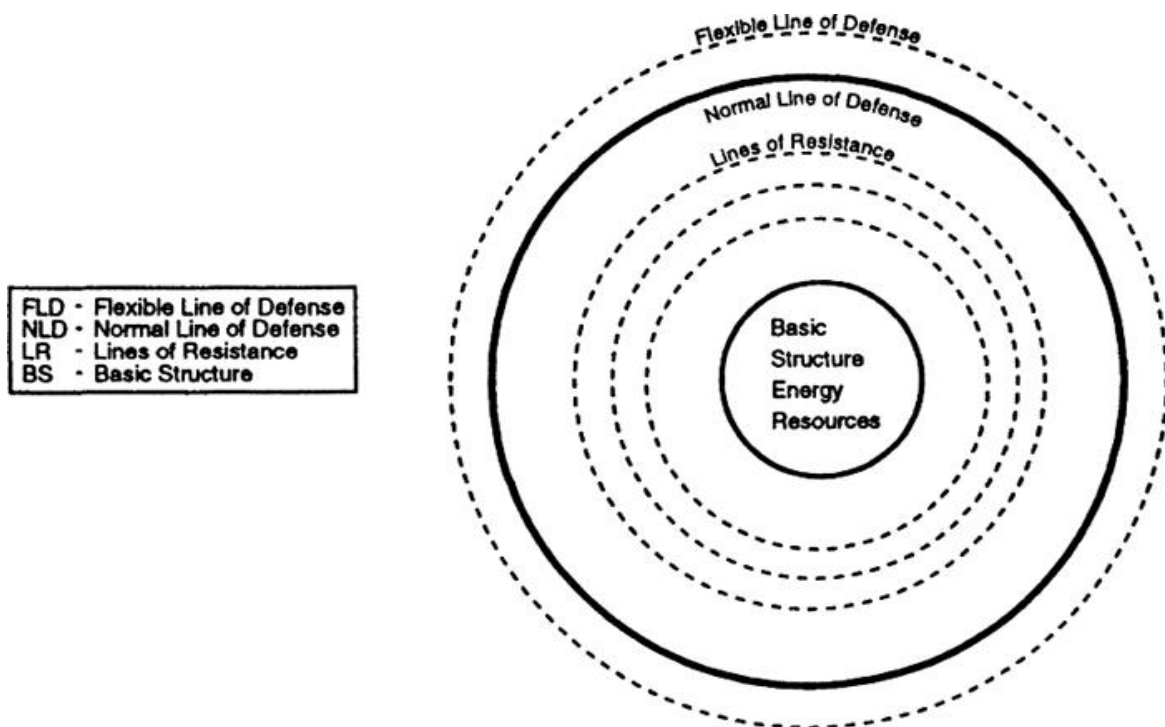 Flexible Line of Defense
Normal Line of Defense
Lines of Resistance
FLD - Flexible Line of Defense
NLD - Normal Line of Defense
LR - Lines of Resistance
BS - Basic Structure
Basic
Structure
Energy
Resources